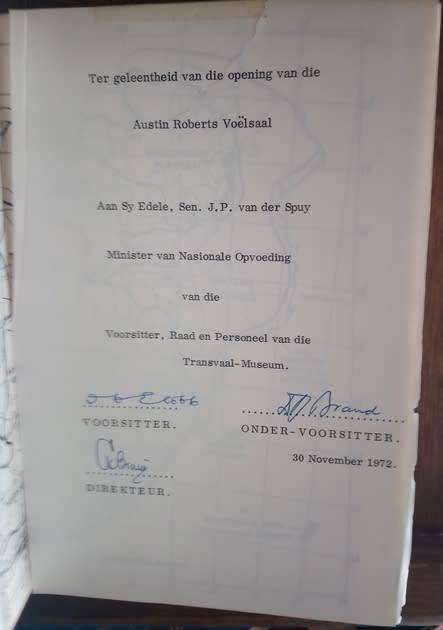 Ter geleentheid van die opening van die
Austin Roberts Voëlsaal
Aan Sy Edele, Sen. J.P. van der Spuy
Minister van Nasionale Opvoeding
van die
Voorsitter, Raad en Personeel van die
Transvaal-Museum.
VOORSITTER.
ONDER-VOORSITTER.
30 November 1972.
DIREKTEUR.